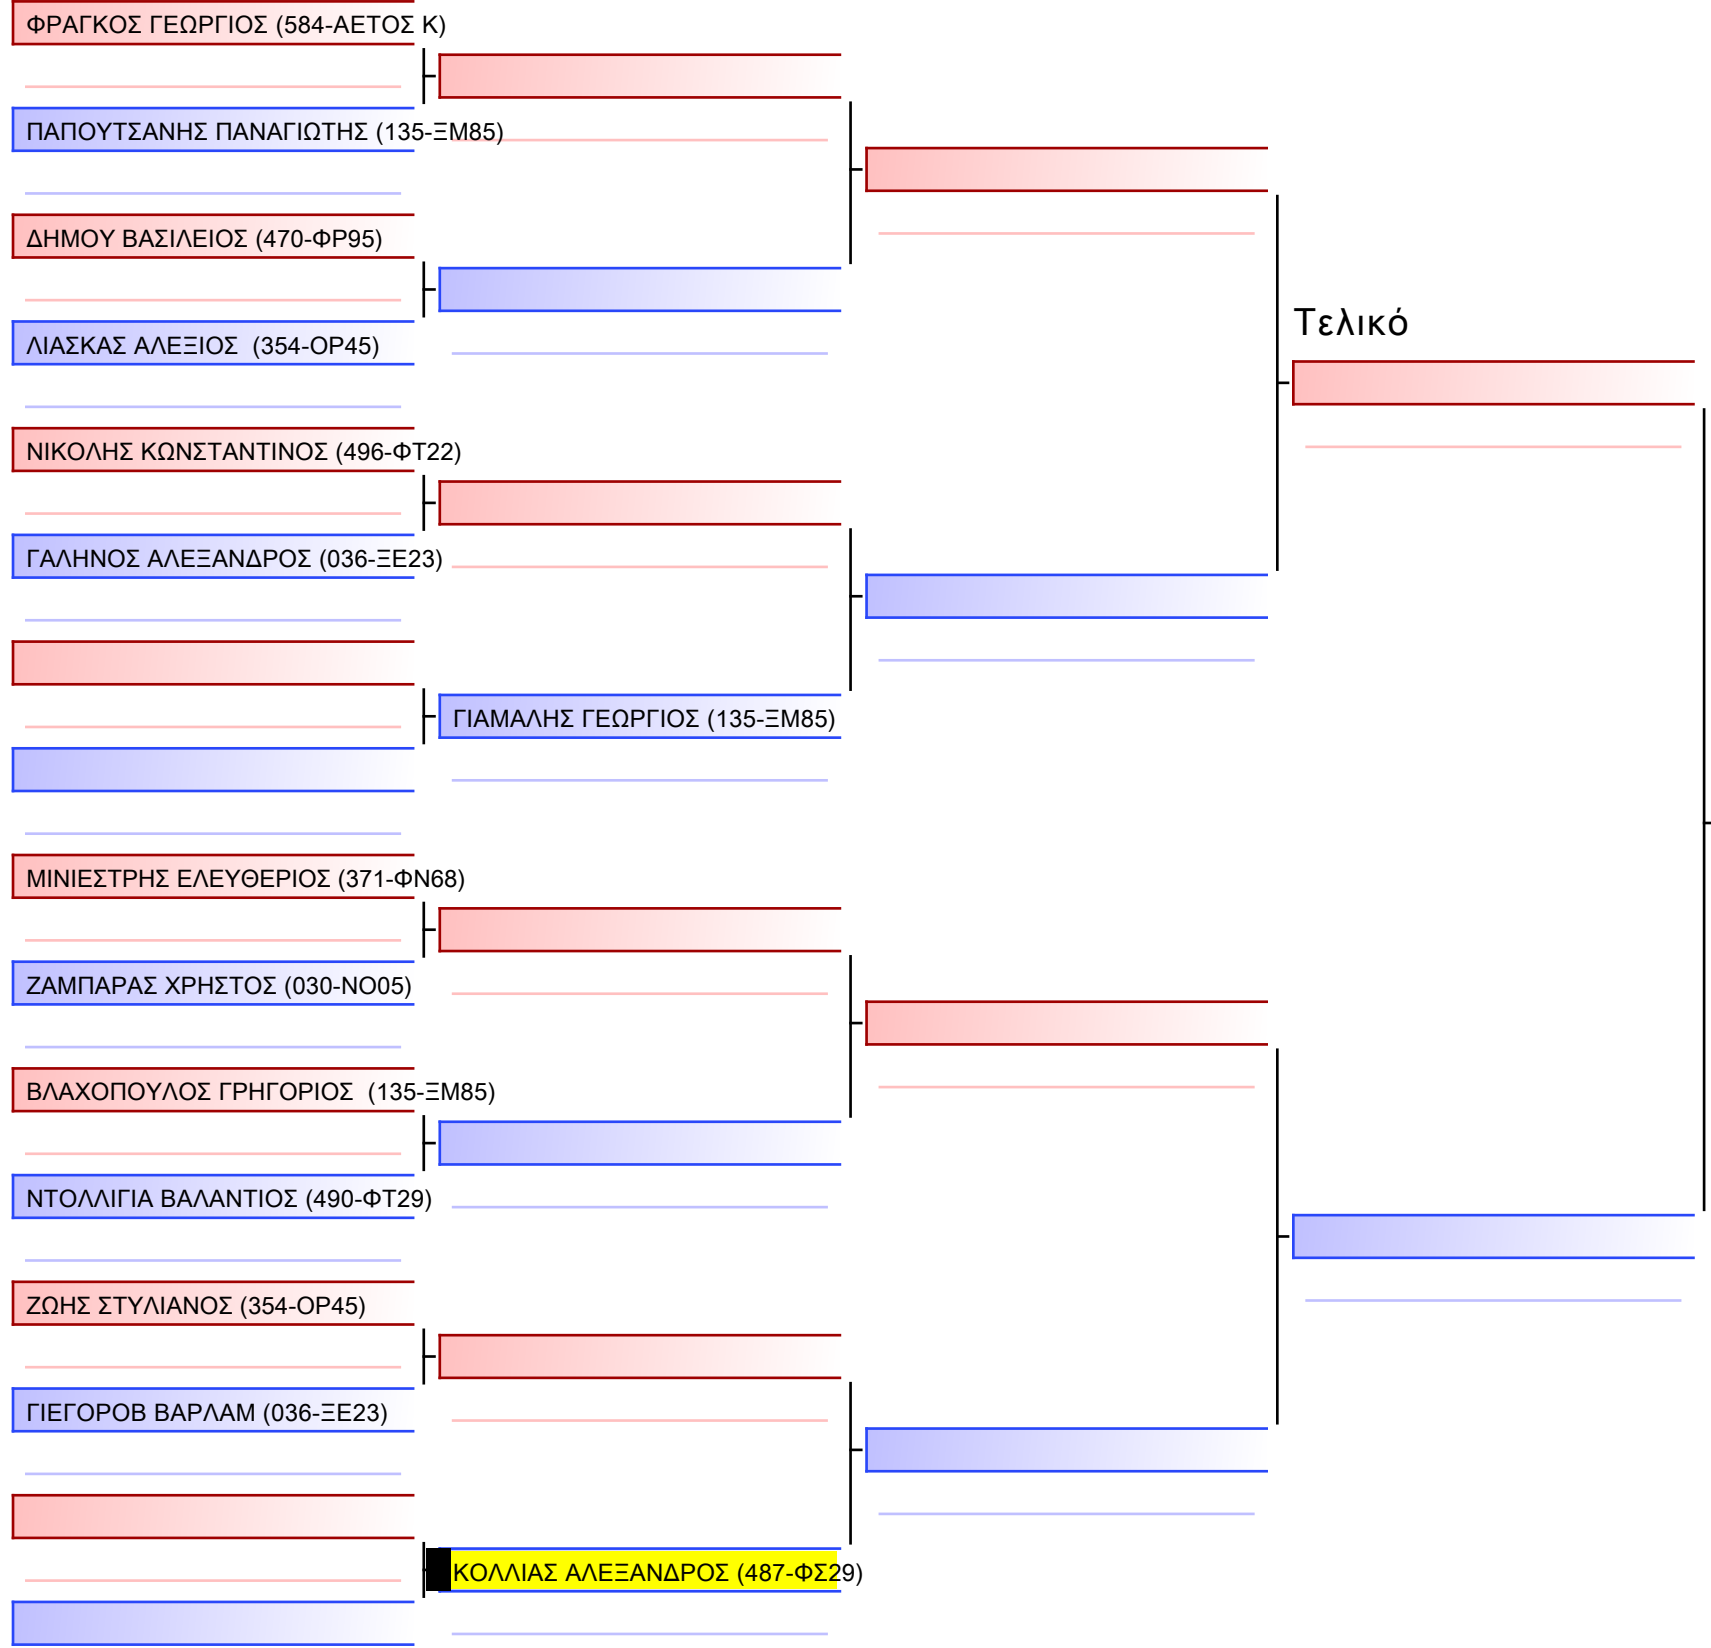 ΦΡΑΓΚΟΣ ΓΕΩΡΓΙΟΣ (584-ΑΕΤΟΣ Κ)
ΠΑΠΟΥΤΣΑΝΗΣ ΠΑΝΑΓΙΩΤΗΣ (135-ΞΜ85)
ΔΗΜΟΥ ΒΑΣΙΛΕΙΟΣ (470-ΦΡ95)
Τελικό
ΛΙΑΣΚΑΣ ΑΛΕΞΙΟΣ (354-ΟΡ45)
ΝΙΚΟΛΗΣ ΚΩΝΣΤΑΝΤΙΝΟΣ (496-ΦΤ22)
ΓΑΛΗΝΟΣ ΑΛΕΞΑΝΔΡΟΣ (036-ΞΕ23)
ΓΙΑΜΑΛΗΣ ΓΕΩΡΓΙΟΣ (135-ΞΜ85)
ΜΙΝΙΕΣΤΡΗΣ ΕΛΕΥΘΕΡΙΟΣ (371-ΦΝ68)
ΖΑΜΠΑΡΑΣ ΧΡΗΣΤΟΣ (030-ΝΟ05)
ΒΛΑΧΟΠΟΥΛΟΣ ΓΡΗΓΟΡΙΟΣ (135-ΞΜ85)
ΝΤΟΛΛΙΓΙΑ ΒΑΛΑΝΤΙΟΣ (490-ΦΤ29)
ΖΩΗΣ ΣΤΥΛΙΑΝΟΣ (354-ΟΡ45)
ΓΙΕΓΟΡΟΒ ΒΑΡΛΑΜ (036-ΞΕ23)
ΚΟΛΛΙΑΣ ΑΛΕΞΑΝΔΡΟΣ (487-ΦΣ29)